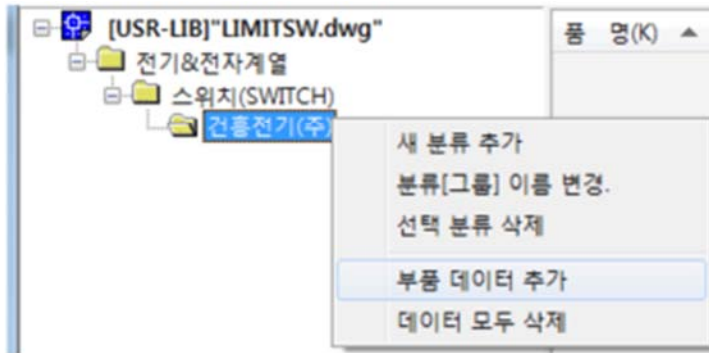 [USR-LIB]"LIMITSW.dwg"
품 명(K)
전기&전자계열
스위치(SWITCH)
건흥전기(주)
새 분류 추가
분류[그룹] 이름 변경.
선택 분류 삭제
부품 데이터 추가
데이터 모두 삭제